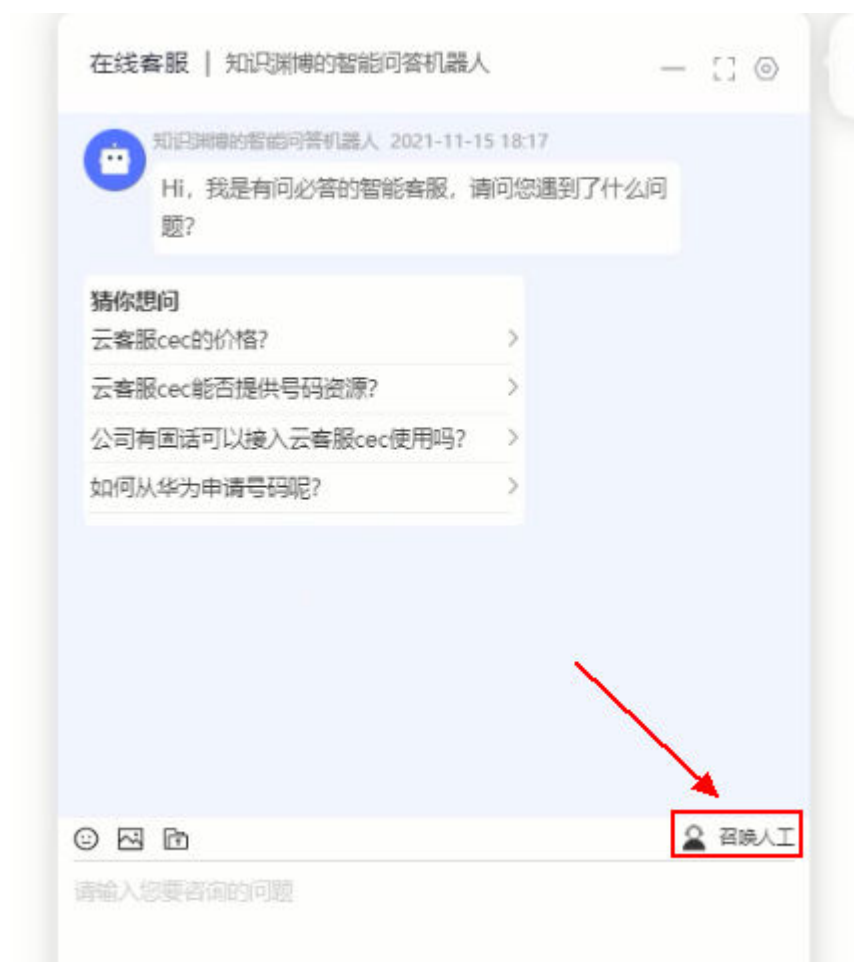 在线客服 | 知识渊博的智能问答机器人
知识渊博的智能问答机器人 2021-11-15 18:17
Hi，我是有问必答的智能客服，请问您遇到了什么问
题？
猜你想问
云客服cec的价格？
云客服cec能否提供号码资源？
公司有固话可以接入云客服cec使用吗？
如何从华为申请号码呢？
召唤人工
请输入您要咨询的问题